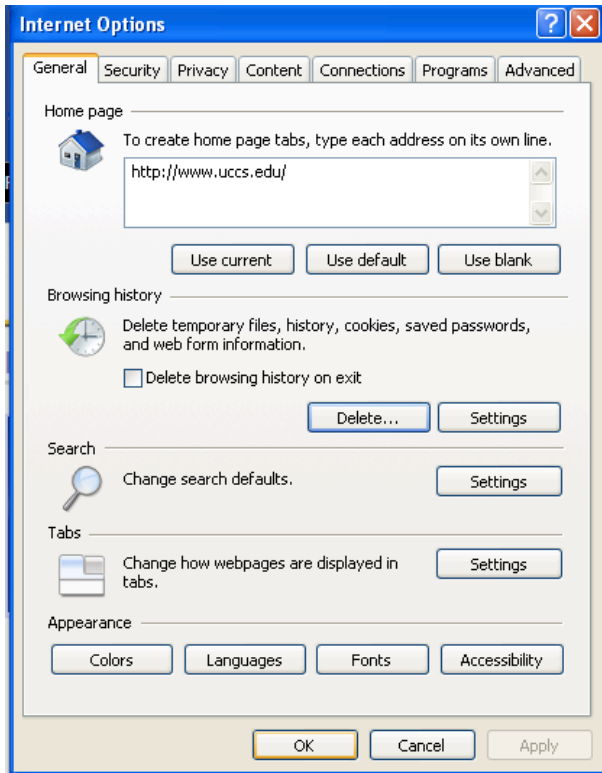 Internet Options
General Security Privacy Content Connections Programs Advanced
Home page
To create home page tabs, type each address on its own line.
http://www.uccs.edu/
Use current Use default Use blank
Browsing history
Delete temporary files, history, cookies, saved passwords,
and web form information.
Delete browsing history on exit
Delete... Settings
Search
Change search defaults. Settings
Tabs
Change how webpages are displayed in
tabs.
Settings
Appearance
Colors Languages Fonts Accessibility
OK Cancel Apply